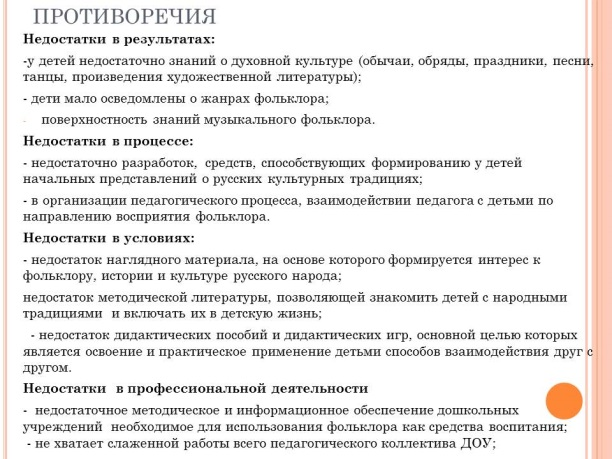 ПРОТИВОРЕЧИЯ
Недостатки в результатах:
-у детей недостаточно знаний о духовной культуре (обычаи, обряды, праздники, песни,
танцы, произведения художественной литературы);
- дети мало осведомлены о жанрах фольклора;
- поверхностность знаний музыкального фольклора.
Недостатки в процессе:
- недостаточно разработок, средств, способствующих формированию у детей
начальных представлений о русских культурных традициях;
- в организации педагогического процесса, взаимодействии педагога с детьми по
направлению восприятия фольклора.
Недостатки в условиях:
- недостаток наглядного материала, на основе которого формируется интерес к
фольклору, истории и культуре русского народа;
недостаток методической литературы, позволяющей знакомить детей с народными
традициями и включать их в детскую жизнь;
- недостаток дидактических пособий и дидактических игр, основной целью которых
является освоение и практическое применение детьми способов взаимодействия друг с
другом.
Недостатки в профессиональной деятельности
- недостаточное методическое и информационное обеспечение дошкольных
учреждений необходимое для использования фольклора как средства воспитания;
- не хватает слаженной работы всего педагогического коллектива ДОУ;